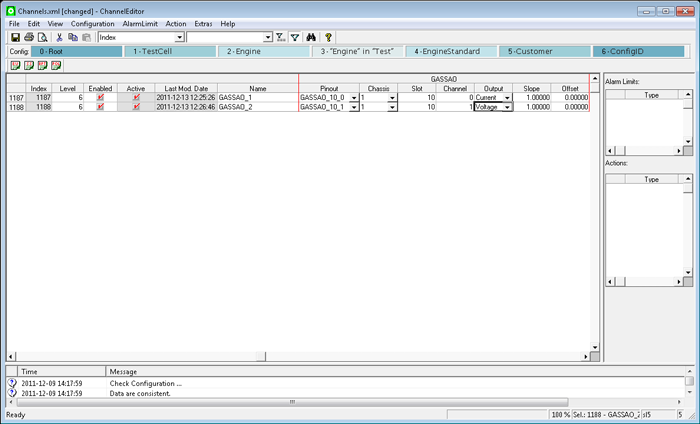 Channels.xml [changed] - ChannelEditor
File Edit View Configuration AlarmLimit Action Extras Help
Index
Config: 0 - Root 1 - TestCell 2 - Engine 3 - "Engine" in "Test" 4 - EngineStandard 5 - Customer 6 - ConfigID
GASSAO
Index Level Enabled Active Last Mod. Date Name Pinout Chassis Slot Channel Output Slope Offset
1187 1187 6 2011-12-13 12:25:26 GASSAO_1 GASSAO_10_0 1 10 0 Current 1.00000 0.00000
1188 1188 6 2011-12-13 12:26:46 GASSAO_2 GASSAO_10_1 1 10 1 Voltage 1.00000 0.00000
Alarm Limits:
Type
Actions:
Type
Time Message
2011-12-09 14:17:59 Check Configuration ...
2011-12-09 14:17:59 Data are consistent.
Ready 100 % Sel.: 1188 - GASSAO_2 sl5 5